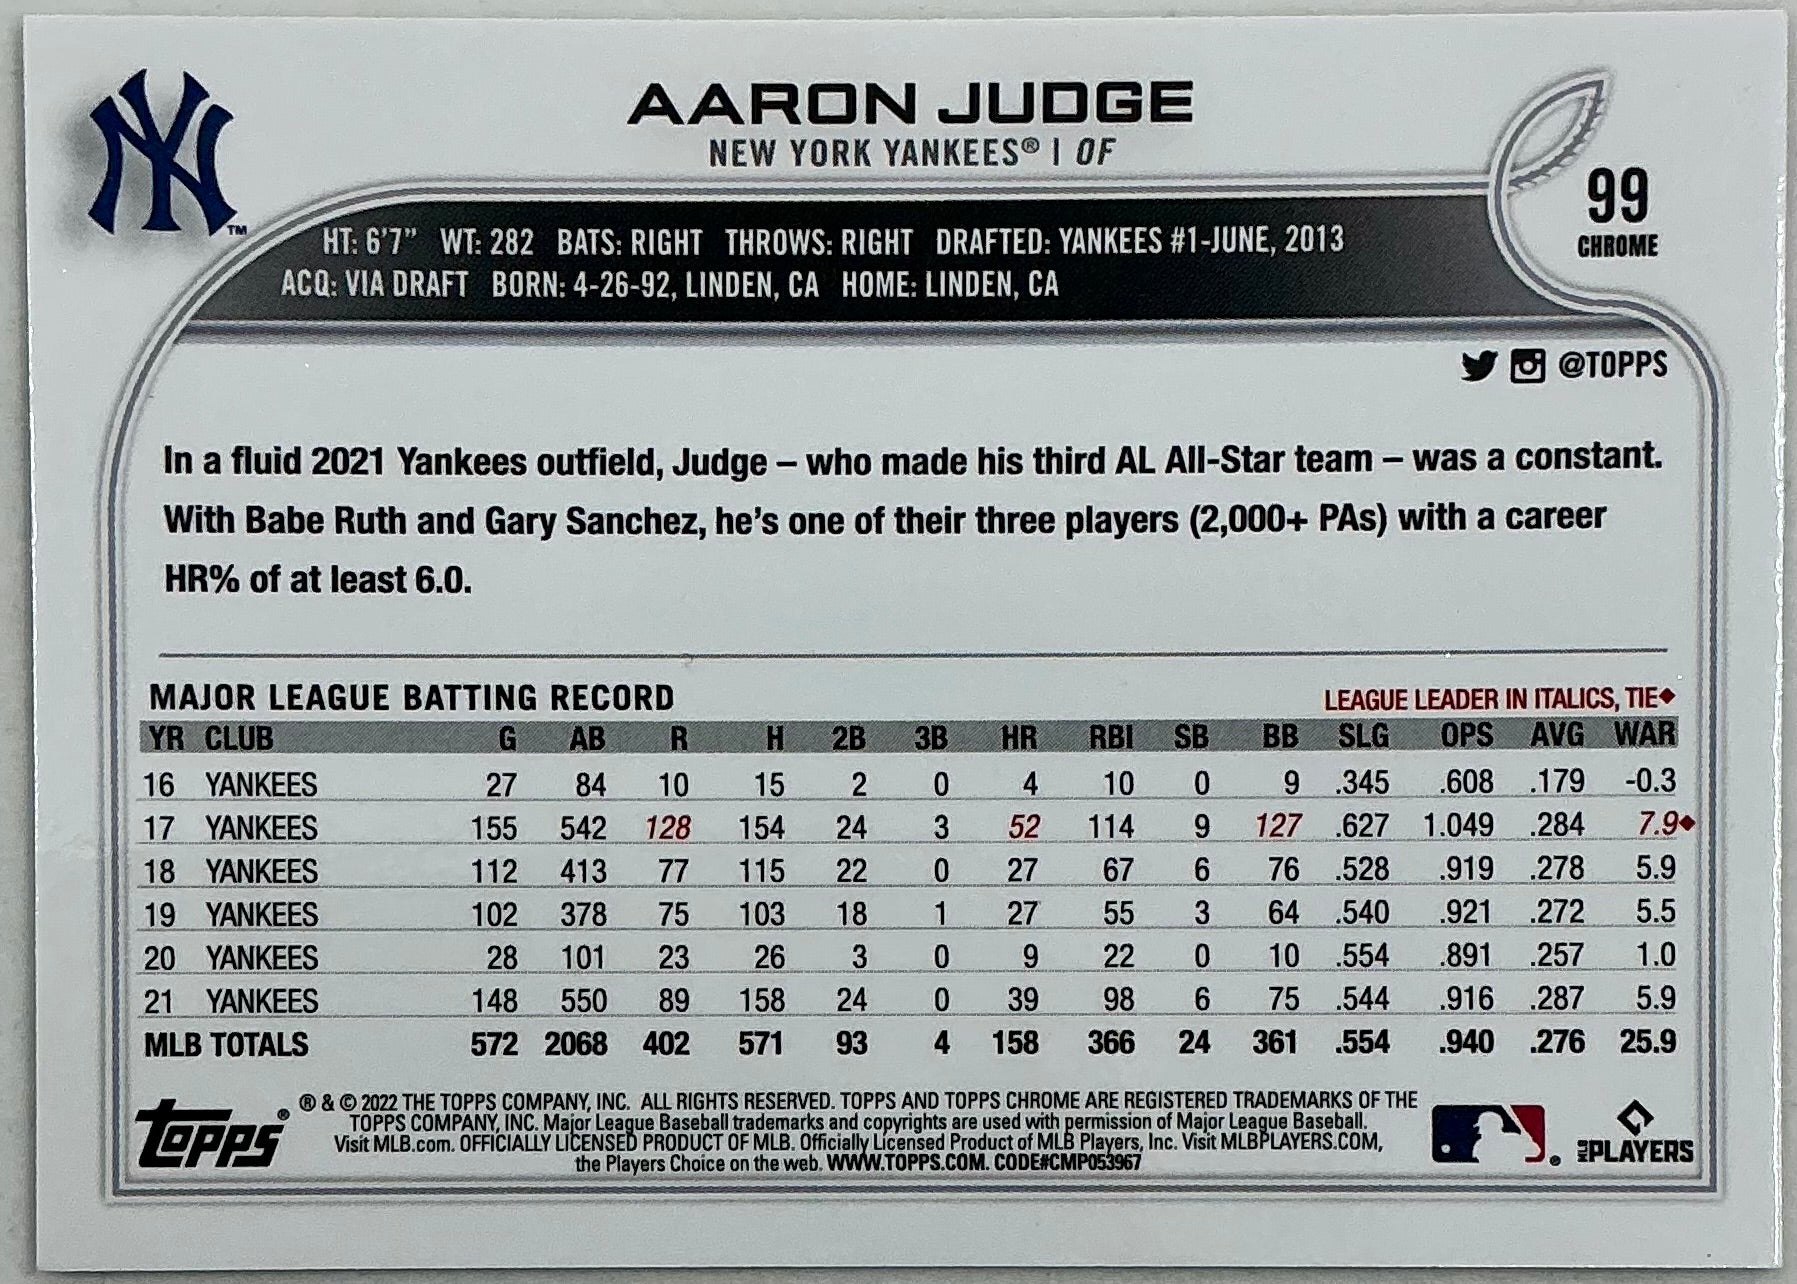 NY TM
AARON JUDGE
NEW YORK YANKEES® | OF
99
CHROME
HT: 6'7" WT: 282 BATS: RIGHT THROWS: RIGHT DRAFTED: YANKEES #1-JUNE, 2013
ACQ: VIA DRAFT BORN: 4-26-92, LINDEN, CA HOME: LINDEN, CA
@TOPPS
In a fluid 2021 Yankees outfield, Judge – who made his third AL All-Star team – was a constant.
With Babe Ruth and Gary Sanchez, he's one of their three players (2,000+ PAs) with a career
HR% of at least 6.0.
MAJOR LEAGUE BATTING RECORD LEAGUE LEADER IN ITALICS, TIE◆
YR CLUB G AB R H 2B 3B HR RBI SB BB SLG OPS AVG WAR
16 YANKEES 27 84 10 15 2 0 4 10 0 9 .345 .608 .179 -0.3
17 YANKEES 155 542 128 154 24 3 52 114 9 127 .627 1.049 .284 7.9◆
18 YANKEES 112 413 77 115 22 0 27 67 6 76 .528 .919 .278 5.9
19 YANKEES 102 378 75 103 18 1 27 55 3 64 .540 .921 .272 5.5
20 YANKEES 28 101 23 26 3 0 9 22 0 10 .554 .891 .257 1.0
21 YANKEES 148 550 89 158 24 0 39 98 6 75 .544 .916 .287 5.9
MLB TOTALS 572 2068 402 571 93 4 158 366 24 361 .554 .940 .276 25.9
Topps®
® & © 2022 THE TOPPS COMPANY, INC. ALL RIGHTS RESERVED. TOPPS AND TOPPS CHROME ARE REGISTERED TRADEMARKS OF THE
TOPPS COMPANY, INC. Major League Baseball trademarks and copyrights are used with permission of Major League Baseball.
Visit MLB.com. OFFICIALLY LICENSED PRODUCT OF MLB. Officially Licensed Product of MLB Players, Inc. Visit MLBPLAYERS.COM,
the Players Choice on the web. WWW.TOPPS.COM. CODE#CMP053967
®
MLB PLAYERS